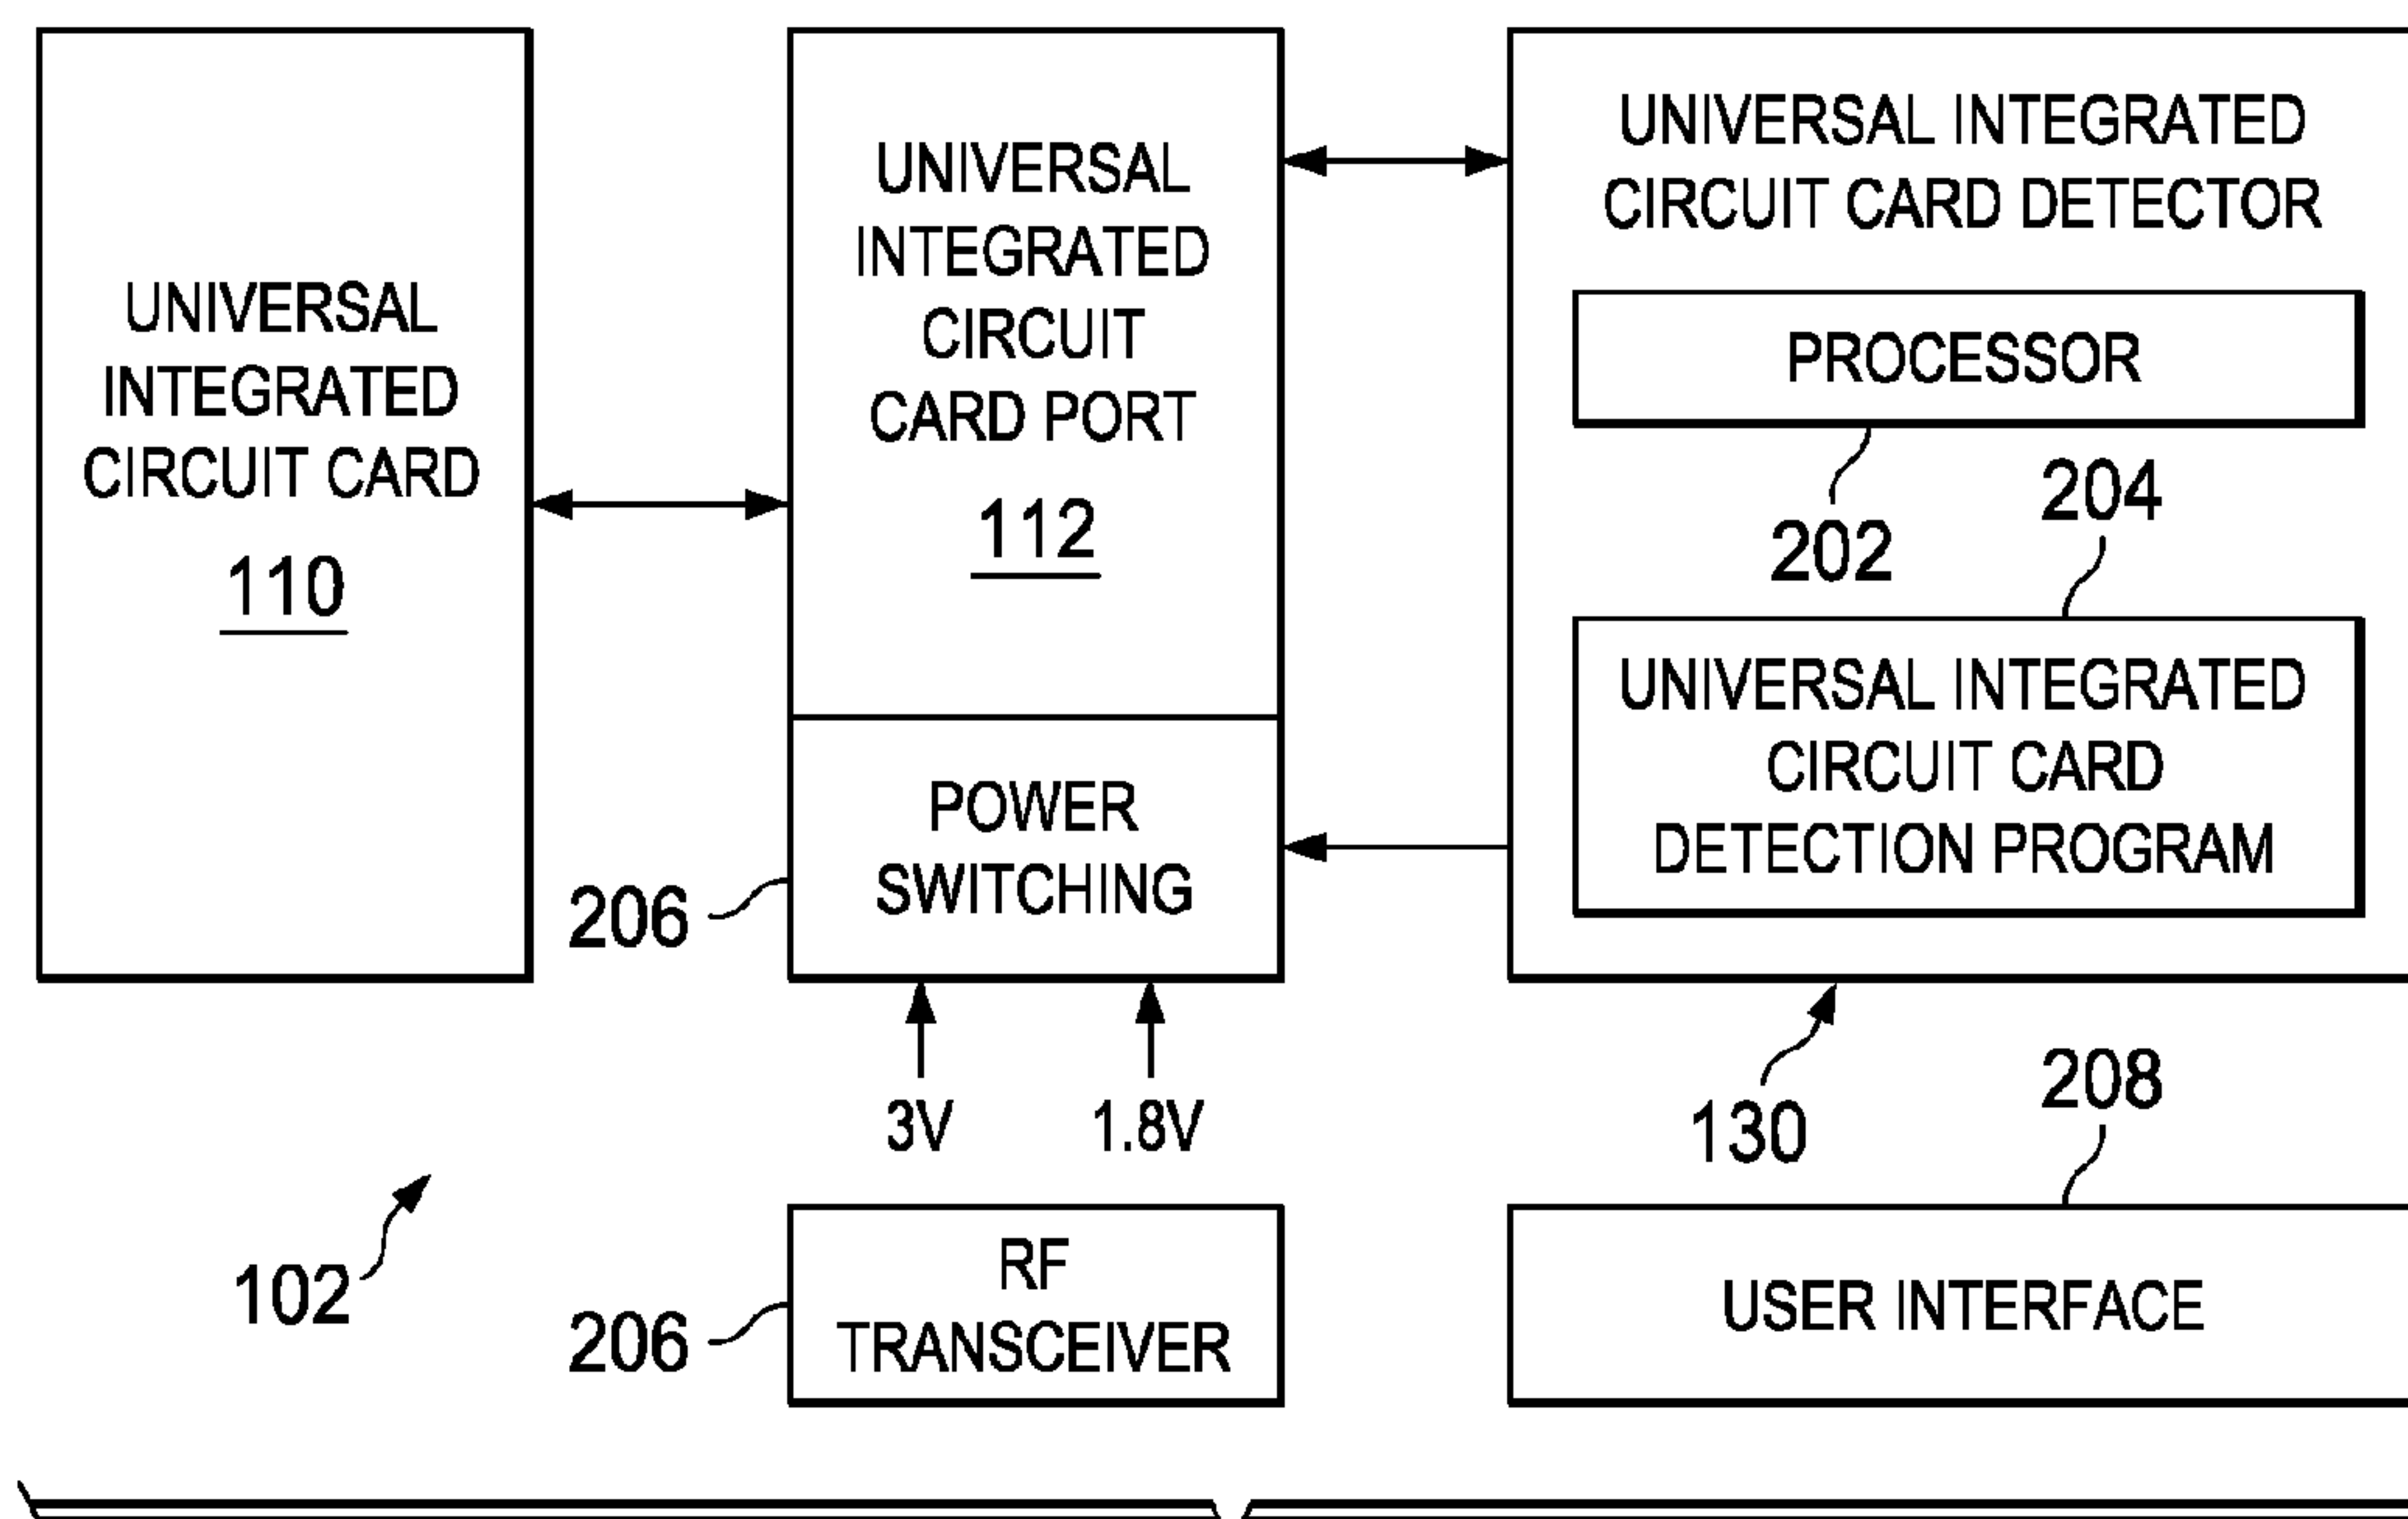 UNIVERSAL
INTEGRATED
CIRCUIT CARD
110
UNIVERSAL
INTEGRATED
CIRCUIT
CARD PORT
112
POWER
SWITCHING
206
3V
1.8V
UNIVERSAL INTEGRATED
CIRCUIT CARD DETECTOR
PROCESSOR
202
204
UNIVERSAL INTEGRATED
CIRCUIT CARD
DETECTION PROGRAM
130
102
RF
TRANSCEIVER
206
208
USER INTERFACE